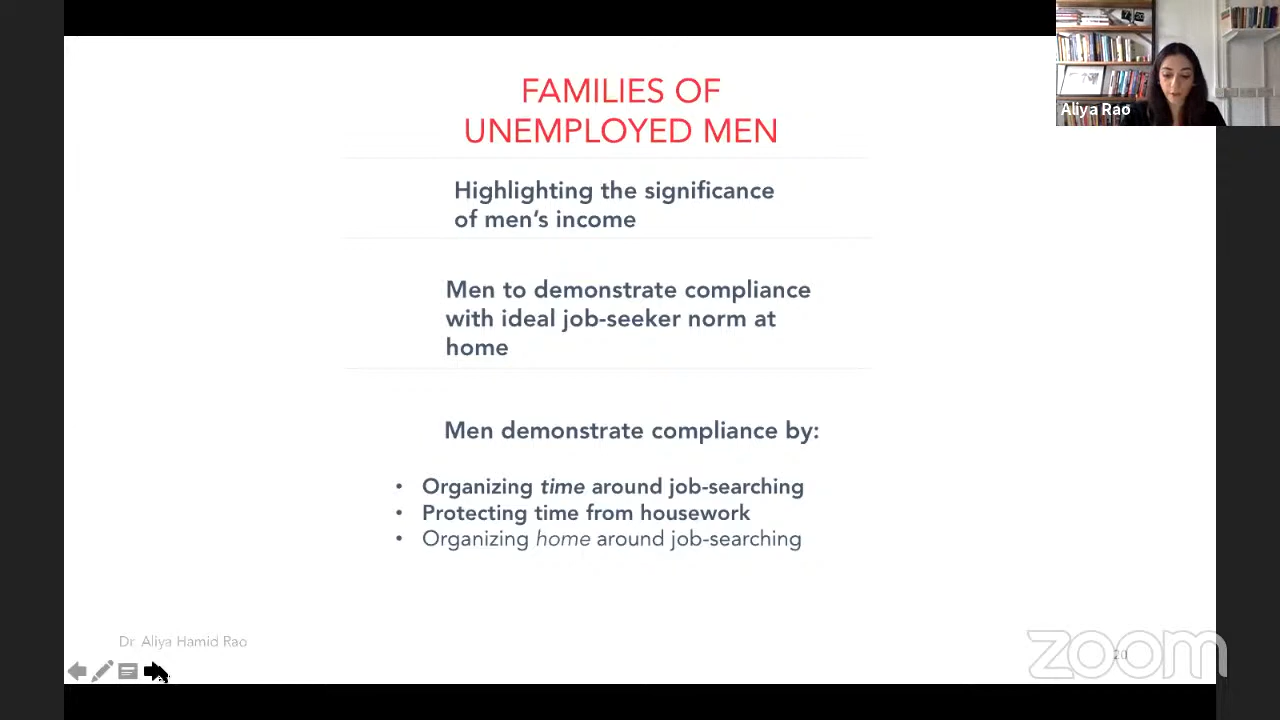 FAMILIES OF
UNEMPLOYED MEN
Aliya Rao
Highlighting the significance
of men's income
Men to demonstrate compliance
with ideal job-seeker norm at
home
Men demonstrate compliance by:
• Organizing time around job-searching
• Protecting time from housework
• Organizing home around job-searching
Dr Aliya Hamid Rao
20
zoom